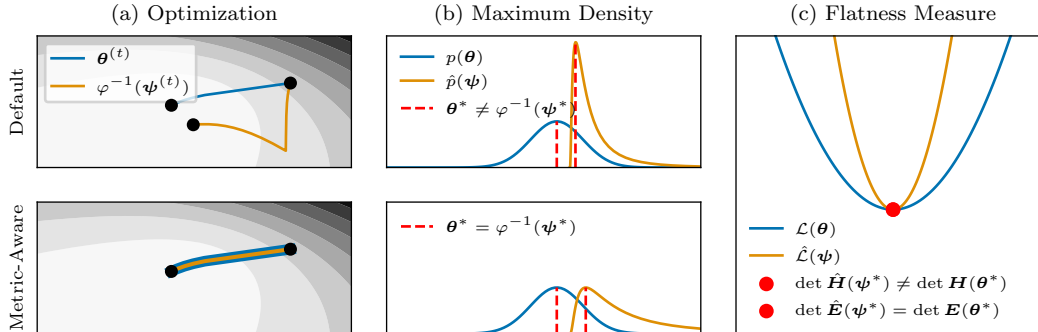 (a) Optimization
(b) Maximum Density
(c) Flatness Measure
Default
θ⁽ᵗ⁾
φ⁻¹(ψ⁽ᵗ⁾)
p(θ)
p̂(ψ)
θ* ≠ φ⁻¹(ψ*)
Metric-Aware
θ* = φ⁻¹(ψ*)
ℒ(θ)
ℒ̂(ψ)
det Ĥ(ψ*) ≠ det H(θ*)
det Ê(ψ*) = det E(θ*)